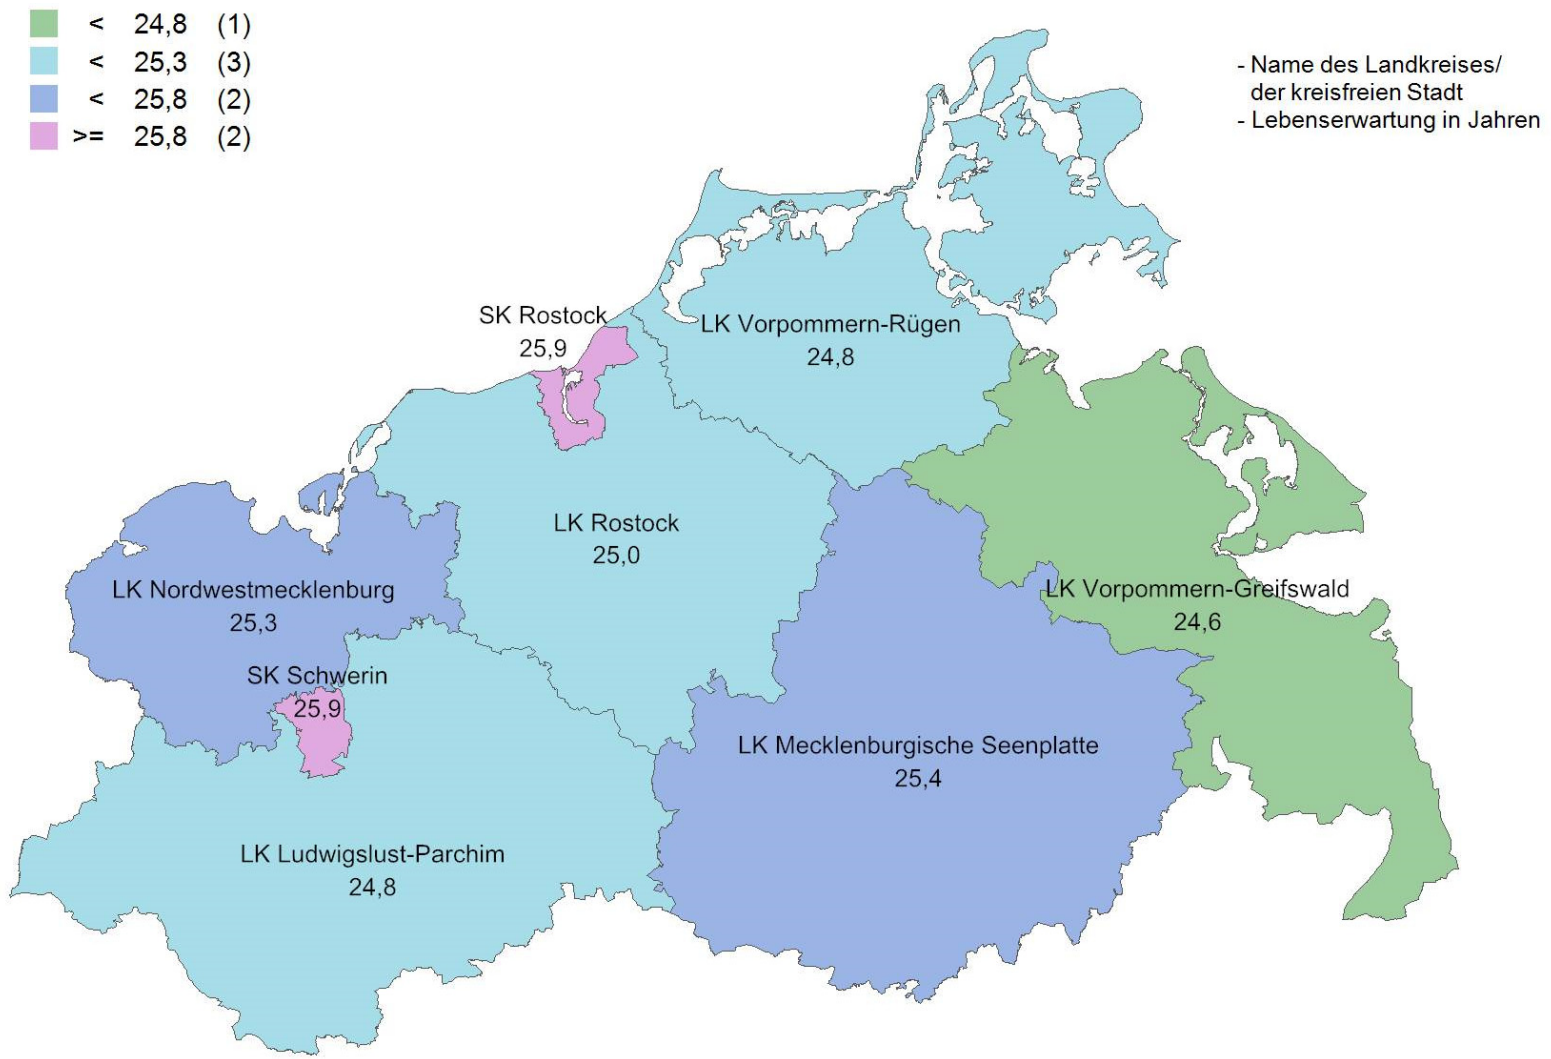 < 24,8 (1)
< 25,3 (3)
< 25,8 (2)
>= 25,8 (2)
- Name des Landkreises/
der kreisfreien Stadt
- Lebenserwartung in Jahren
SK Rostock
25,9
LK Vorpommern-Rügen
24,8
LK Rostock
25,0
LK Nordwestmecklenburg
25,3
LK Vorpommern-Greifswald
24,6
SK Schwerin
25,9
LK Mecklenburgische Seenplatte
25,4
LK Ludwigslust-Parchim
24,8